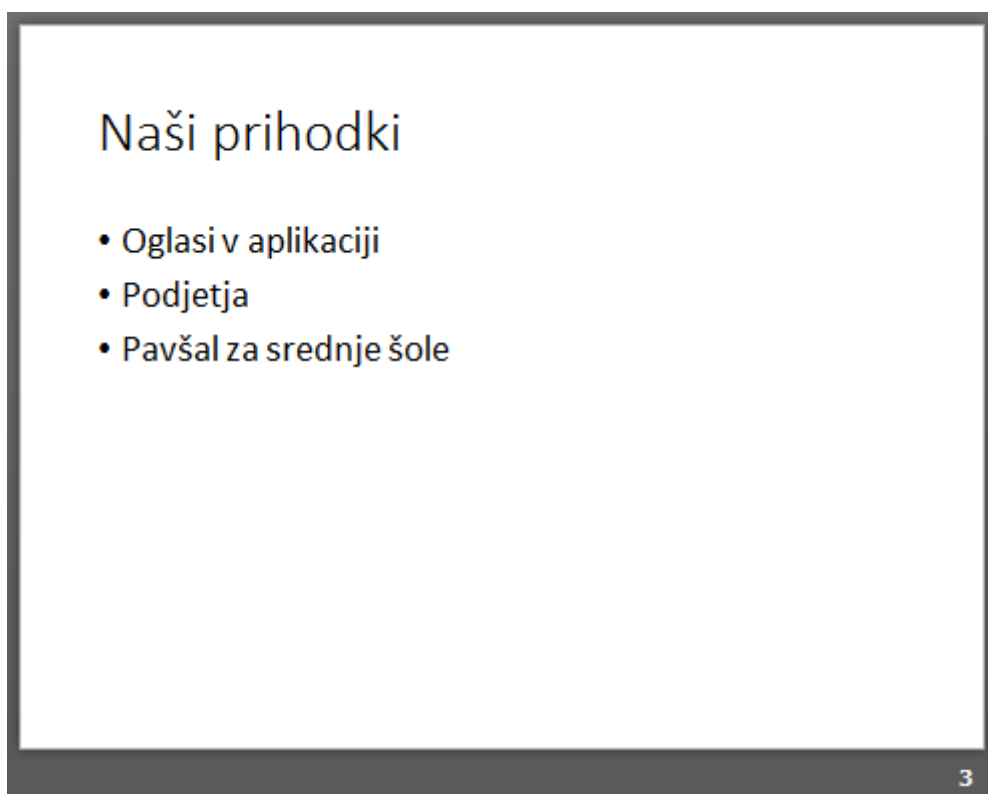 Naši prihodki
• Oglasi v aplikaciji
• Podjetja
• Pavšal za srednje šole
3